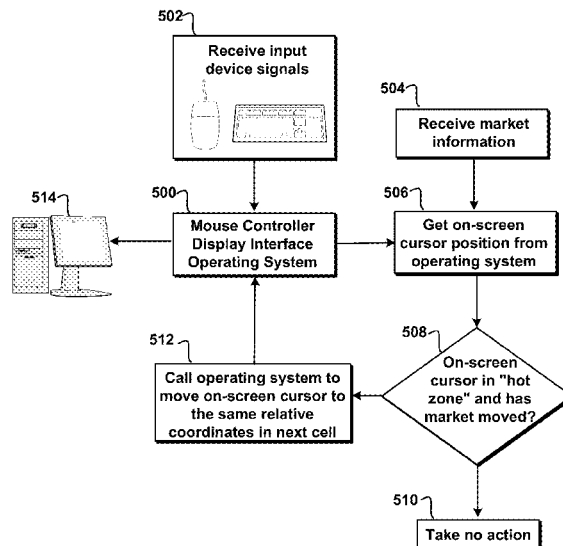 502
Receive input
device signals
504
Receive market
information
514
500
Mouse Controller
Display Interface
Operating System
506
Get on-screen
cursor position from
operating system
512
Call operating system to
move on-screen cursor to
the same relative
coordinates in next cell
508
On-screen
cursor in "hot
zone" and has
market moved?
510
Take no action